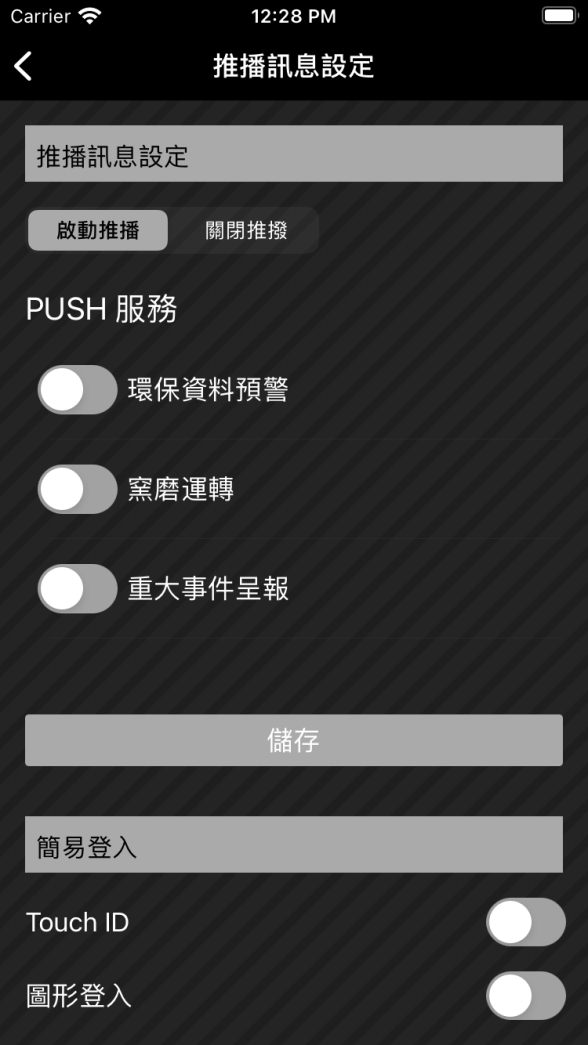 Carrier 12:28 PM
推播訊息設定
推播訊息設定
啟動推播 關閉推撥
PUSH 服務
環保資料預警
窯磨運轉
重大事件呈報
儲存
簡易登入
Touch ID
圖形登入